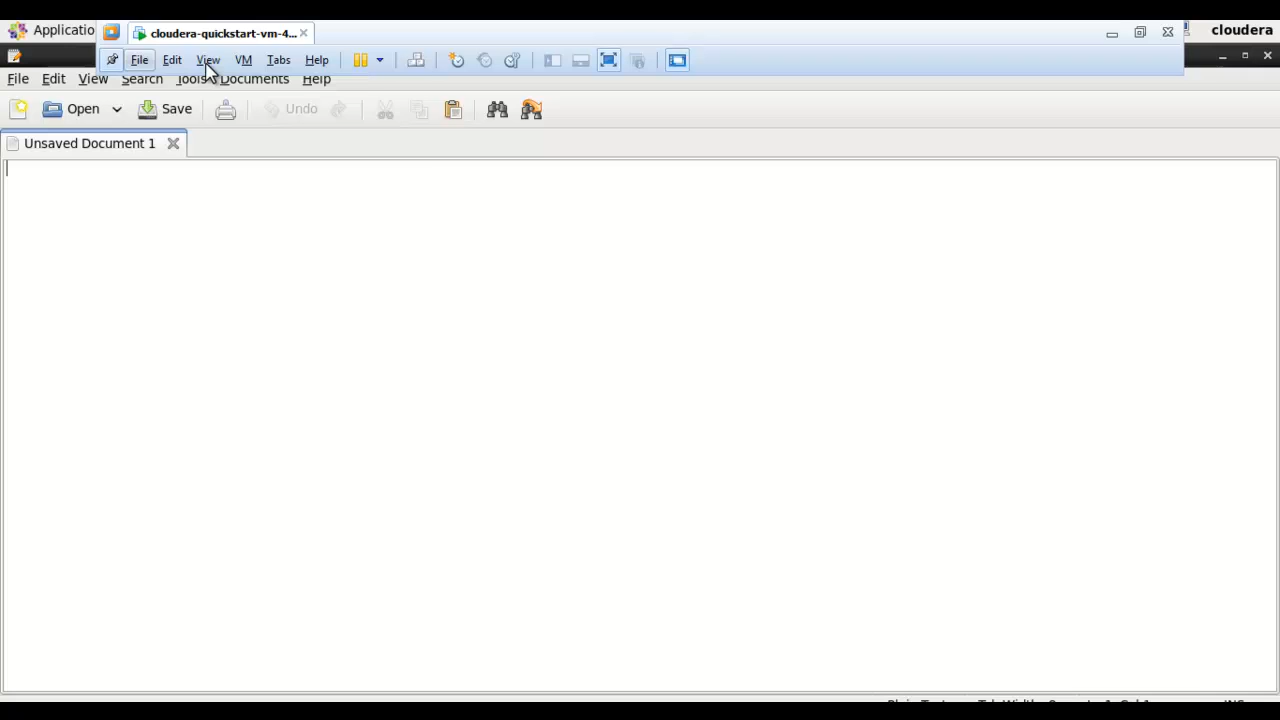 Applicatio
cloudera-quickstart-vm-4...
cloudera
File Edit View VM Tabs Help
File Edit View Search Tools Documents Help
Open Save Undo
Unsaved Document 1